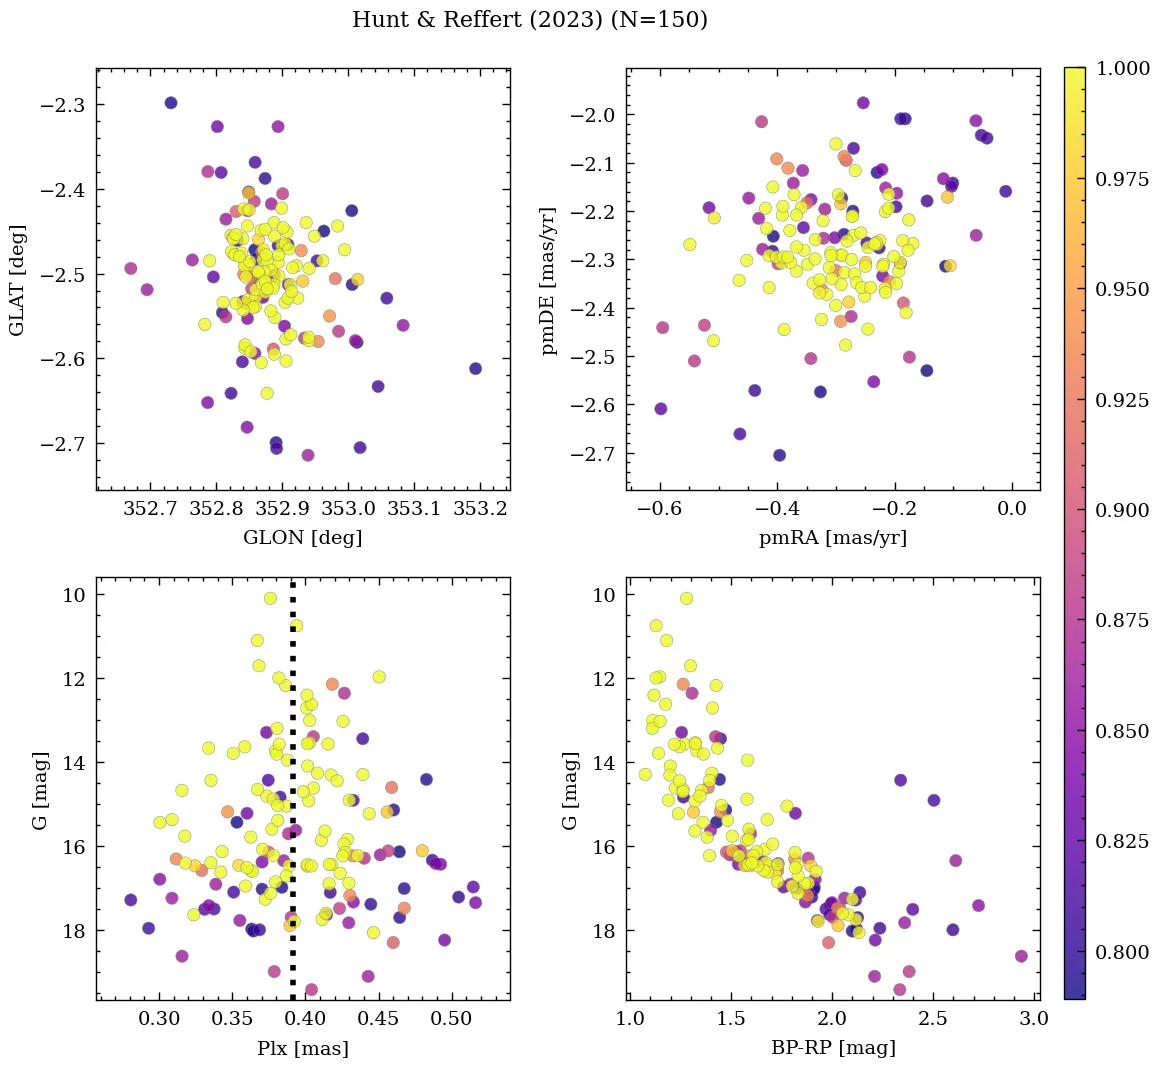 Hunt & Reffert (2023) (N=150)
−2.3
−2.4
−2.5
−2.6
−2.7
GLAT [deg]
352.7 352.8 352.9 353.0 353.1 353.2
GLON [deg]
−2.0
−2.1
−2.2
−2.3
−2.4
−2.5
−2.6
−2.7
pmDE [mas/yr]
−0.6 −0.4 −0.2 0.0
pmRA [mas/yr]
10
12
14
16
18
G [mag]
0.30 0.35 0.40 0.45 0.50
Plx [mas]
10
12
14
16
18
G [mag]
1.0 1.5 2.0 2.5 3.0
BP-RP [mag]
1.000
0.975
0.950
0.925
0.900
0.875
0.850
0.825
0.800